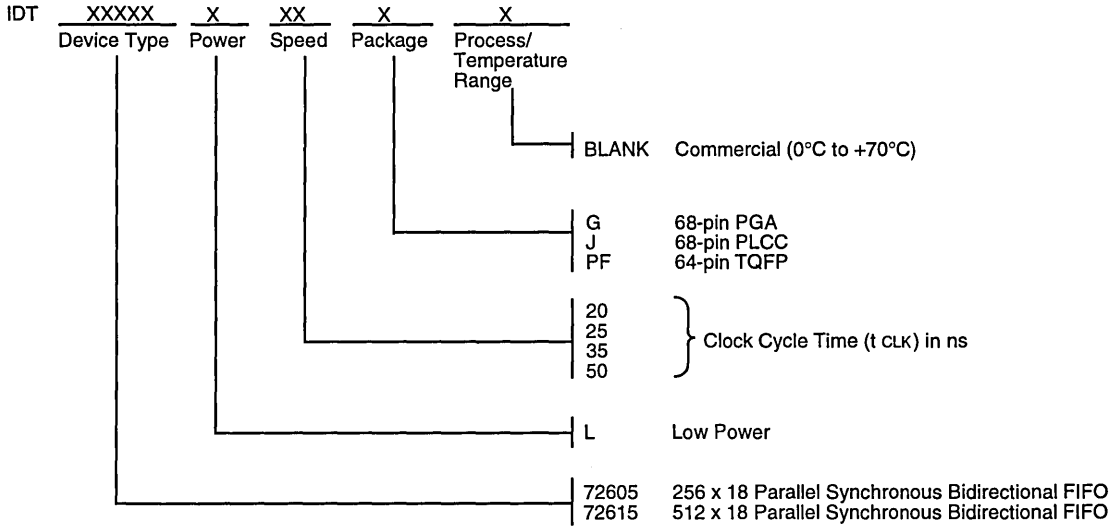 IDT XXXXX X XX X X
Device Type Power Speed Package Process/
Temperature
Range
BLANK Commercial (0°C to +70°C)
G 68-pin PGA
J 68-pin PLCC
PF 64-pin TQFP
20
25
35
50
Clock Cycle Time (t CLK) in ns
L Low Power
72605 256 x 18 Parallel Synchronous Bidirectional FIFO
72615 512 x 18 Parallel Synchronous Bidirectional FIFO